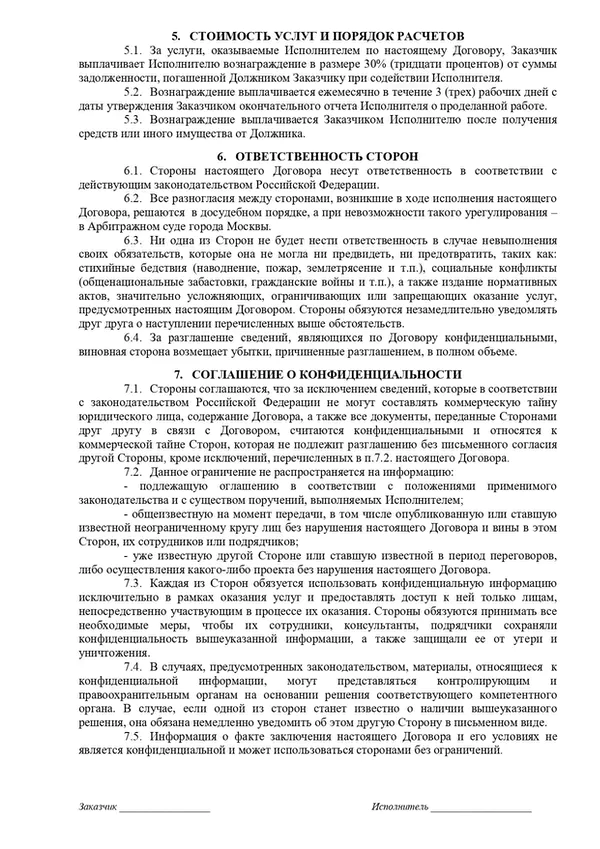 5. СТОИМОСТЬ УСЛУГ И ПОРЯДОК РАСЧЕТОВ
5.1. За услуги, оказываемые Исполнителем по настоящему Договору, Заказчик
выплачивает Исполнителю вознаграждение в размере 30% (тридцати процентов) от суммы
задолженности, погашенной Должником Заказчику при содействии Исполнителя.
5.2. Вознаграждение выплачивается ежемесячно в течение 3 (трех) рабочих дней с
даты утверждения Заказчиком окончательного отчета Исполнителя о проделанной работе.
5.3. Вознаграждение выплачивается Заказчиком Исполнителю после получения
средств или иного имущества от Должника.
6. ОТВЕТСТВЕННОСТЬ СТОРОН
6.1. Стороны настоящего Договора несут ответственность в соответствии с
действующим законодательством Российской Федерации.
6.2. Все разногласия между сторонами, возникшие в ходе исполнения настоящего
Договора, решаются в досудебном порядке, а при невозможности такого урегулирования –
в Арбитражном суде города Москвы.
6.3. Ни одна из Сторон не будет нести ответственность в случае невыполнения
своих обязательств, которые она не могла ни предвидеть, ни предотвратить, таких как:
стихийные бедствия (наводнение, пожар, землетрясение и т.п.), социальные конфликты
(общенациональные забастовки, гражданские войны и т.п.), а также издание нормативных
актов, значительно усложняющих, ограничивающих или запрещающих оказание услуг,
предусмотренных настоящим Договором. Стороны обязуются незамедлительно уведомлять
друг друга о наступлении перечисленных выше обстоятельств.
6.4. За разглашение сведений, являющихся по Договору конфиденциальными,
виновная сторона возмещает убытки, причиненные разглашением, в полном объеме.
7. СОГЛАШЕНИЕ О КОНФИДЕНЦИАЛЬНОСТИ
7.1. Стороны соглашаются, что за исключением сведений, которые в соответствии
с законодательством Российской Федерации не могут составлять коммерческую тайну
юридического лица, содержание Договора, а также все документы, переданные Сторонами
друг другу в связи с Договором, считаются конфиденциальными и относятся к
коммерческой тайне Сторон, которая не подлежит разглашению без письменного согласия
другой Стороны, кроме исключений, перечисленных в п.7.2. настоящего Договора.
7.2. Данное ограничение не распространяется на информацию:
- подлежащую оглашению в соответствии с положениями применимого
законодательства и с существом поручений, выполняемых Исполнителем;
- общеизвестную на момент передачи, в том числе опубликованную или ставшую
известной неограниченному кругу лиц без нарушения настоящего Договора и вины в этом
Сторон, их сотрудников или подрядчиков;
- уже известную другой Стороне или ставшую известной в период переговоров,
либо осуществления какого-либо проекта без нарушения настоящего Договора.
7.3. Каждая из Сторон обязуется использовать конфиденциальную информацию
исключительно в рамках оказания услуг и предоставлять доступ к ней только лицам,
непосредственно участвующим в процессе их оказания. Стороны обязуются принимать все
необходимые меры, чтобы их сотрудники, консультанты, подрядчики сохраняли
конфиденциальность вышеуказанной информации, а также защищали ее от утери и
уничтожения.
7.4. В случаях, предусмотренных законодательством, материалы, относящиеся к
конфиденциальной информации, могут представляться контролирующим и
правоохранительным органам на основании решения соответствующего компетентного
органа. В случае, если одной из сторон станет известно о наличии вышеуказанного
решения, она обязана немедленно уведомить об этом другую Сторону в письменном виде.
7.5. Информация о факте заключения настоящего Договора и его условиях не
является конфиденциальной и может использоваться сторонами без ограничений.
Заказчик ___________________ Исполнитель _____________________